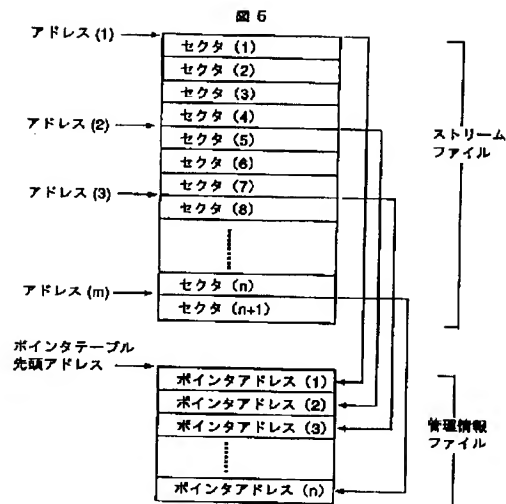 図 5
アドレス (1)
セクタ (1)
セクタ (2)
セクタ (3)
アドレス (2)
セクタ (4)
セクタ (5)
ストリーム
ファイル
セクタ (6)
アドレス (3)
セクタ (7)
セクタ (8)
アドレス (m)
セクタ (n)
セクタ (n+1)
ポインタテーブル
先頭アドレス
ポインタアドレス (1)
ポインタアドレス (2)
ポインタアドレス (3)
管理情報
ファイル
ポインタアドレス (n)